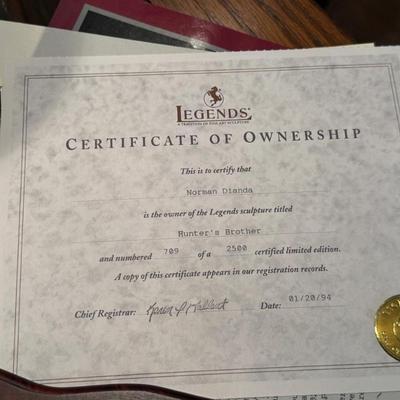 LEGENDS
A TRADITION OF FINE ART SCULPTURE
CERTIFICATE OF OWNERSHIP
This is to certify that
Norman Dianda
is the owner of the Legends sculpture titled
Hunter's Brother
and numbered 709 of a 2500 certified limited edition.
A copy of this certificate appears in our registration records.
Chief Registrar: Date: 01/20/94